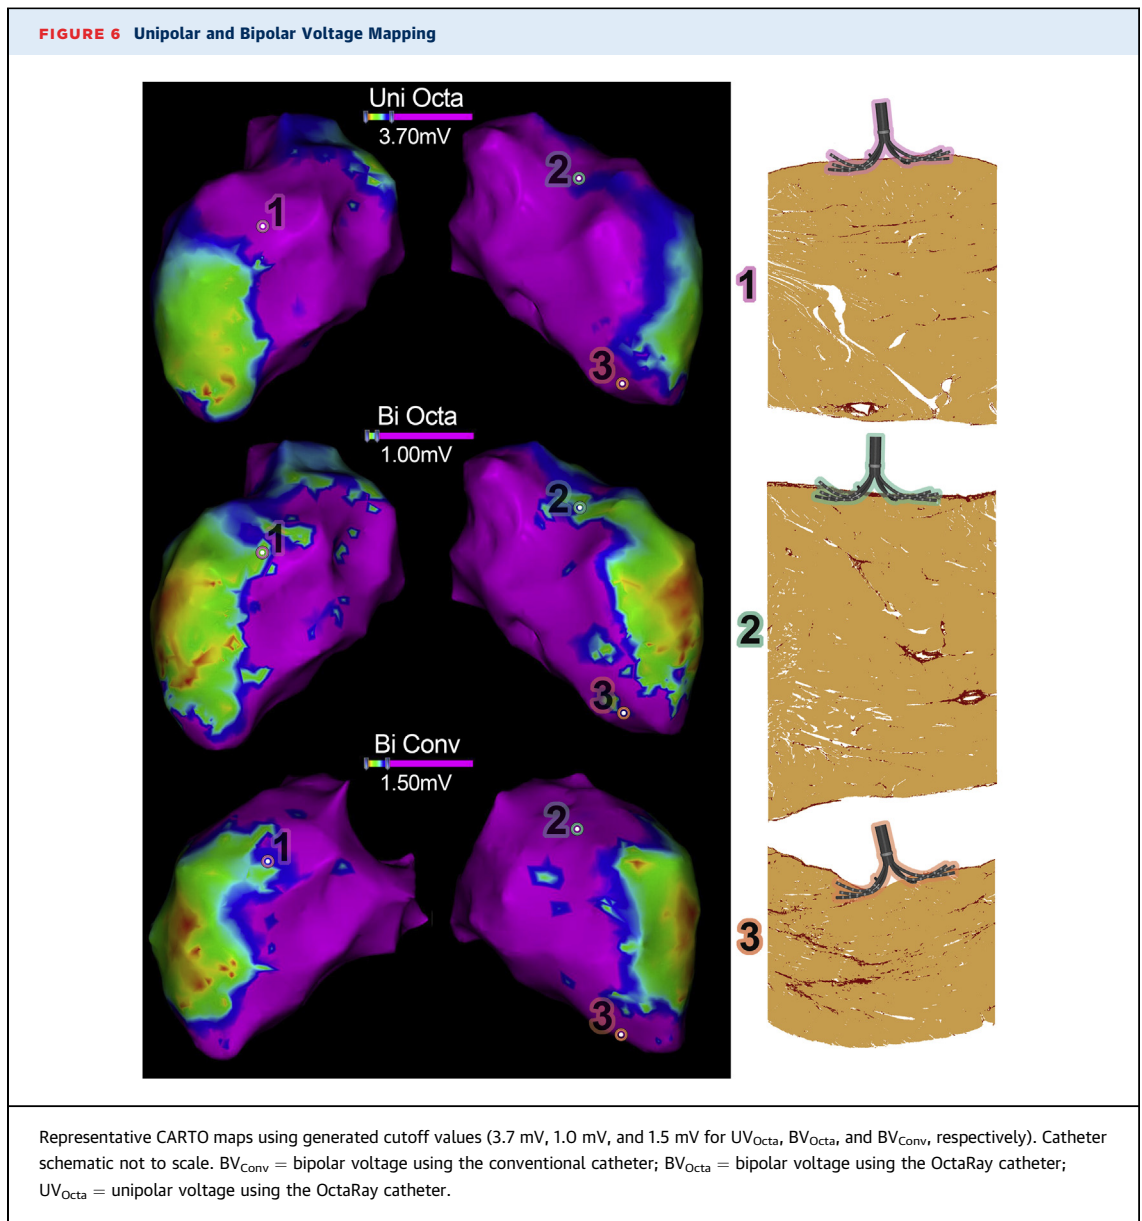 FIGURE 6 Unipolar and Bipolar Voltage Mapping
Uni Octa
3.70mV
1
2
3
Bi Octa
1.00mV
1
2
3
Bi Conv
1.50mV
1
2
3
1
2
3
Representative CARTO maps using generated cutoff values (3.7 mV, 1.0 mV, and 1.5 mV for UVOcta, BVOcta, and BVConv, respectively). Catheter
schematic not to scale. BVConv = bipolar voltage using the conventional catheter; BVOcta = bipolar voltage using the OctaRay catheter;
UVOcta = unipolar voltage using the OctaRay catheter.